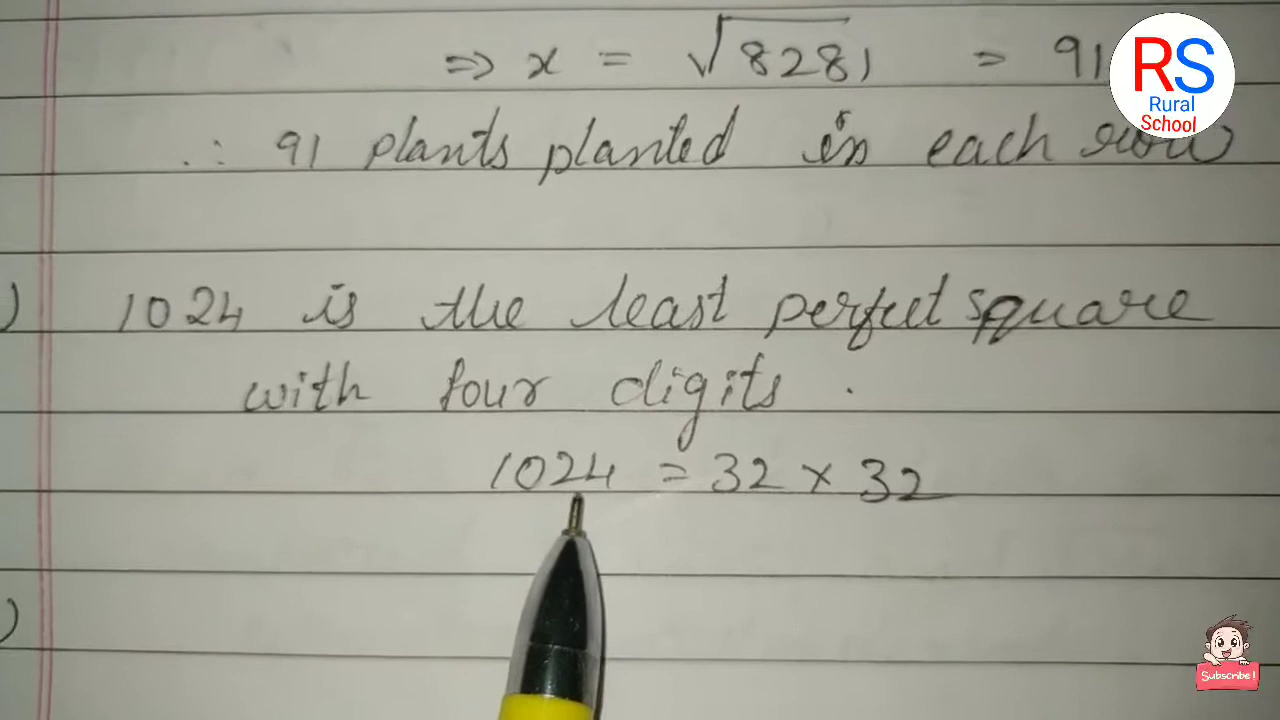 ⇒ x = √8281 = 91
RS
Rural
School
∴ 91 plants planted in each row
) 1024 is the least perfect square
with four digits .
1024 = 32 × 32
)
Subscribe!